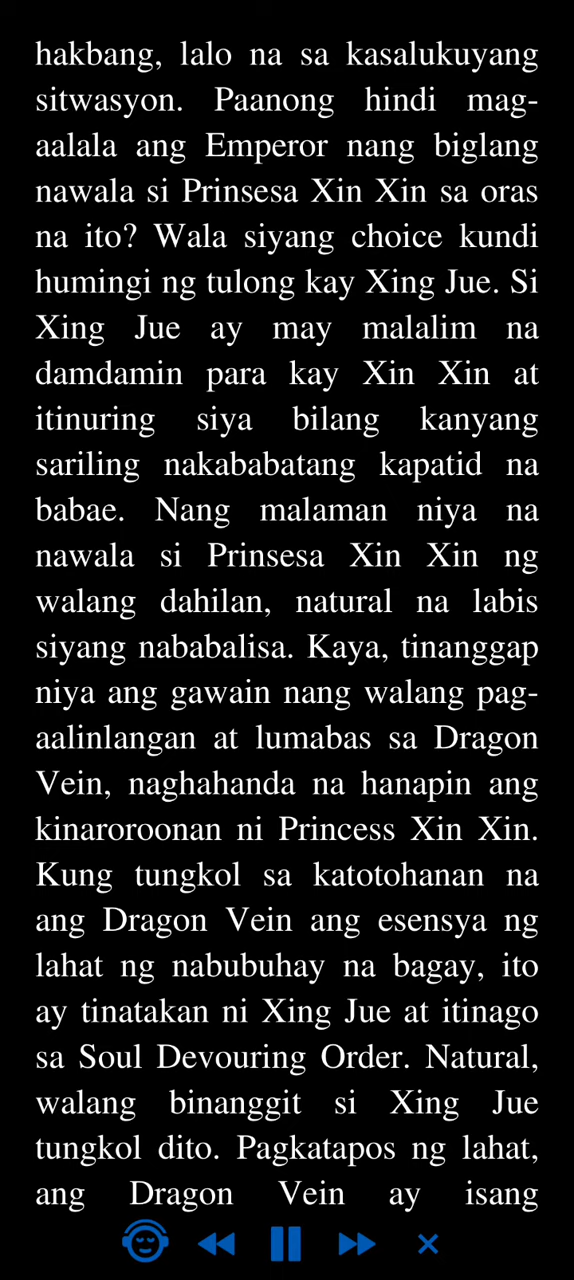 hakbang, lalo na sa kasalukuyang
sitwasyon. Paanong hindi mag-
aalala ang Emperor nang biglang
nawala si Prinsesa Xin Xin sa oras
na ito? Wala siyang choice kundi
humingi ng tulong kay Xing Jue. Si
Xing Jue ay may malalim na
damdamin para kay Xin Xin at
itinuring siya bilang kanyang
sariling nakababatang kapatid na
babae. Nang malaman niya na
nawala si Prinsesa Xin Xin ng
walang dahilan, natural na labis
siyang nababalisa. Kaya, tinanggap
niya ang gawain nang walang pag-
aalinlangan at lumabas sa Dragon
Vein, naghahanda na hanapin ang
kinaroroonan ni Princess Xin Xin.
Kung tungkol sa katotohanan na
ang Dragon Vein ang esensya ng
lahat ng nabubuhay na bagay, ito
ay tinatakan ni Xing Jue at itinago
sa Soul Devouring Order. Natural,
walang binanggit si Xing Jue
tungkol dito. Pagkatapos ng lahat,
ang Dragon Vein ay isang